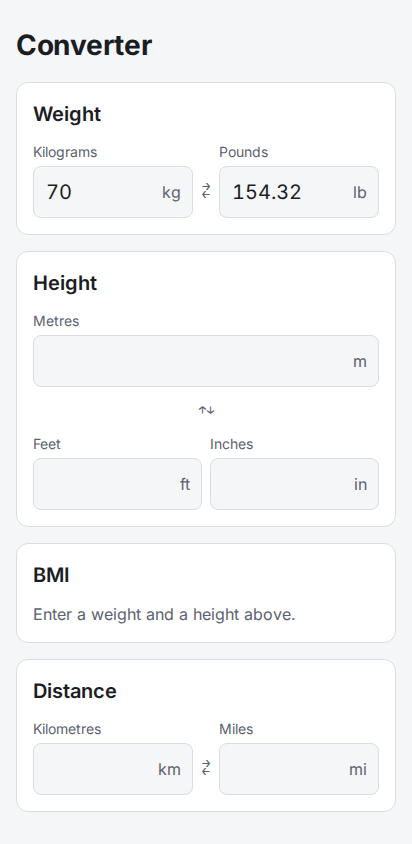 Converter
Weight
Kilograms Pounds
70 kg ⇄ 154.32 lb
Height
Metres
m
↑↓
Feet Inches
ft in
BMI
Enter a weight and a height above.
Distance
Kilometres Miles
km ⇄ mi